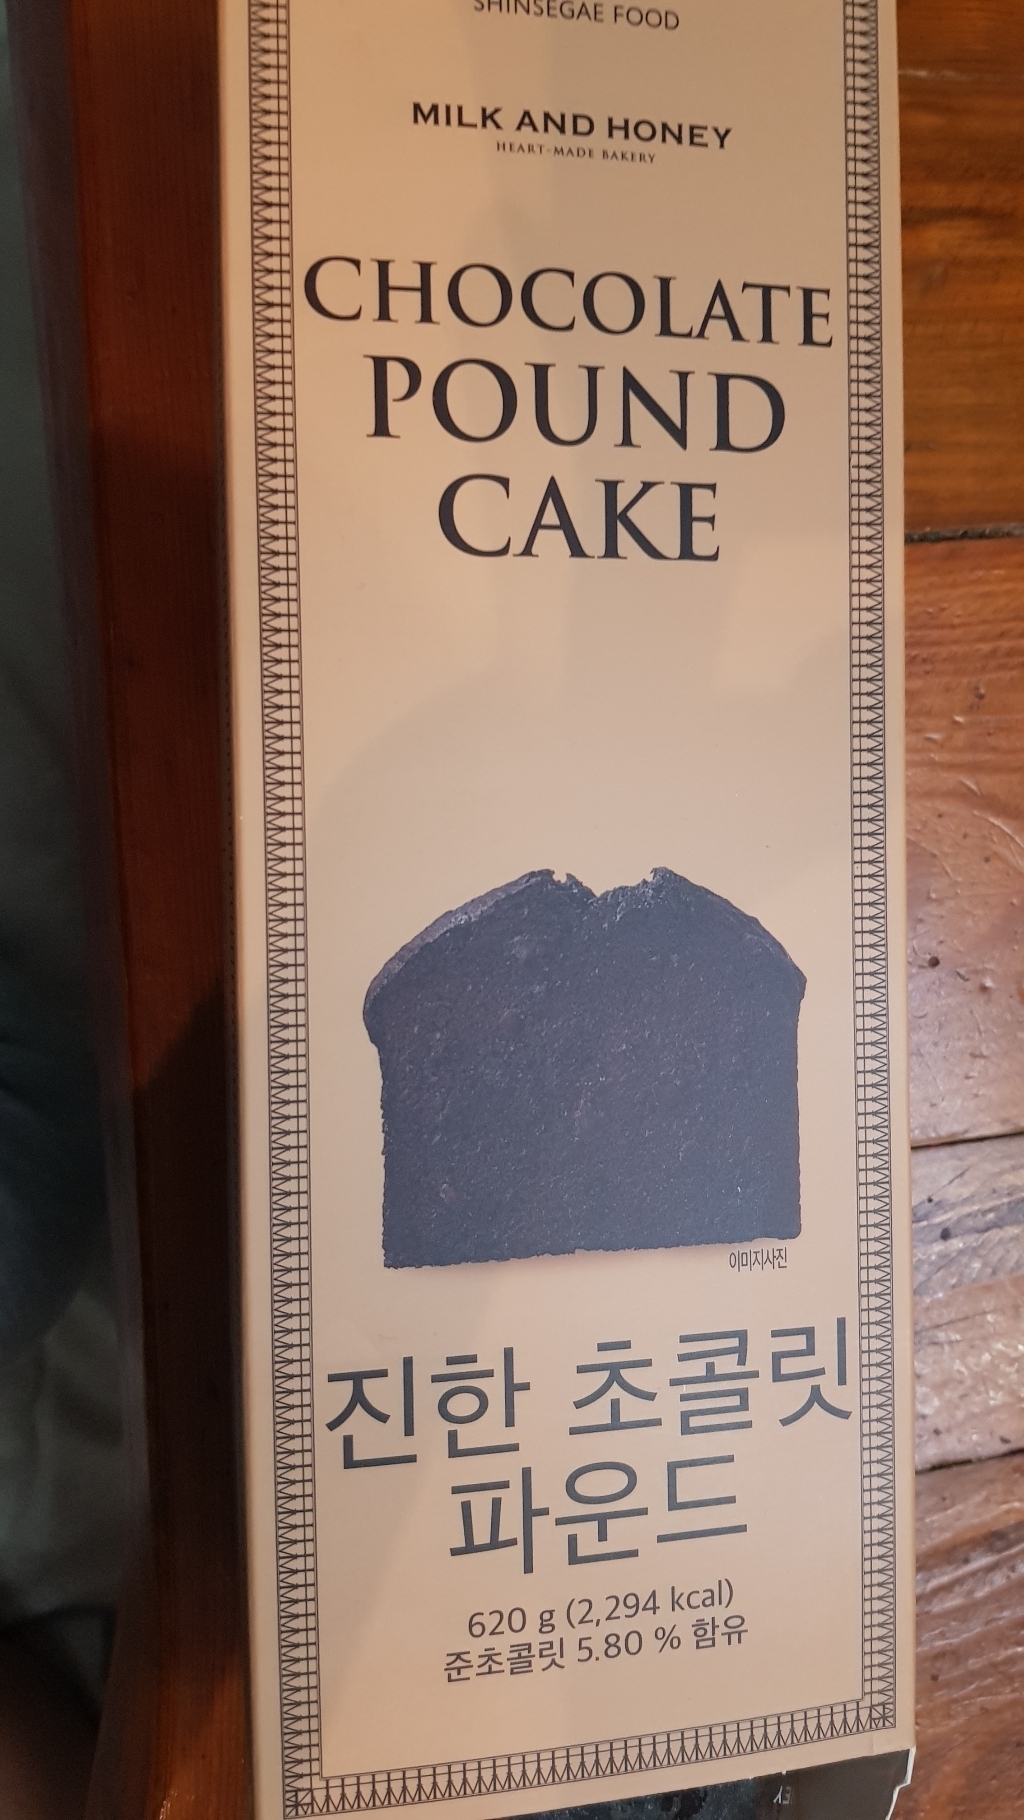 SHINSEGAE FOOD
MILK AND HONEY
HEART-MADE BAKERY
CHOCOLATE
POUND
CAKE
이미지사진
진한 초콜릿
파운드
620 g (2,294 kcal)
준초콜릿 5.80 % 함유